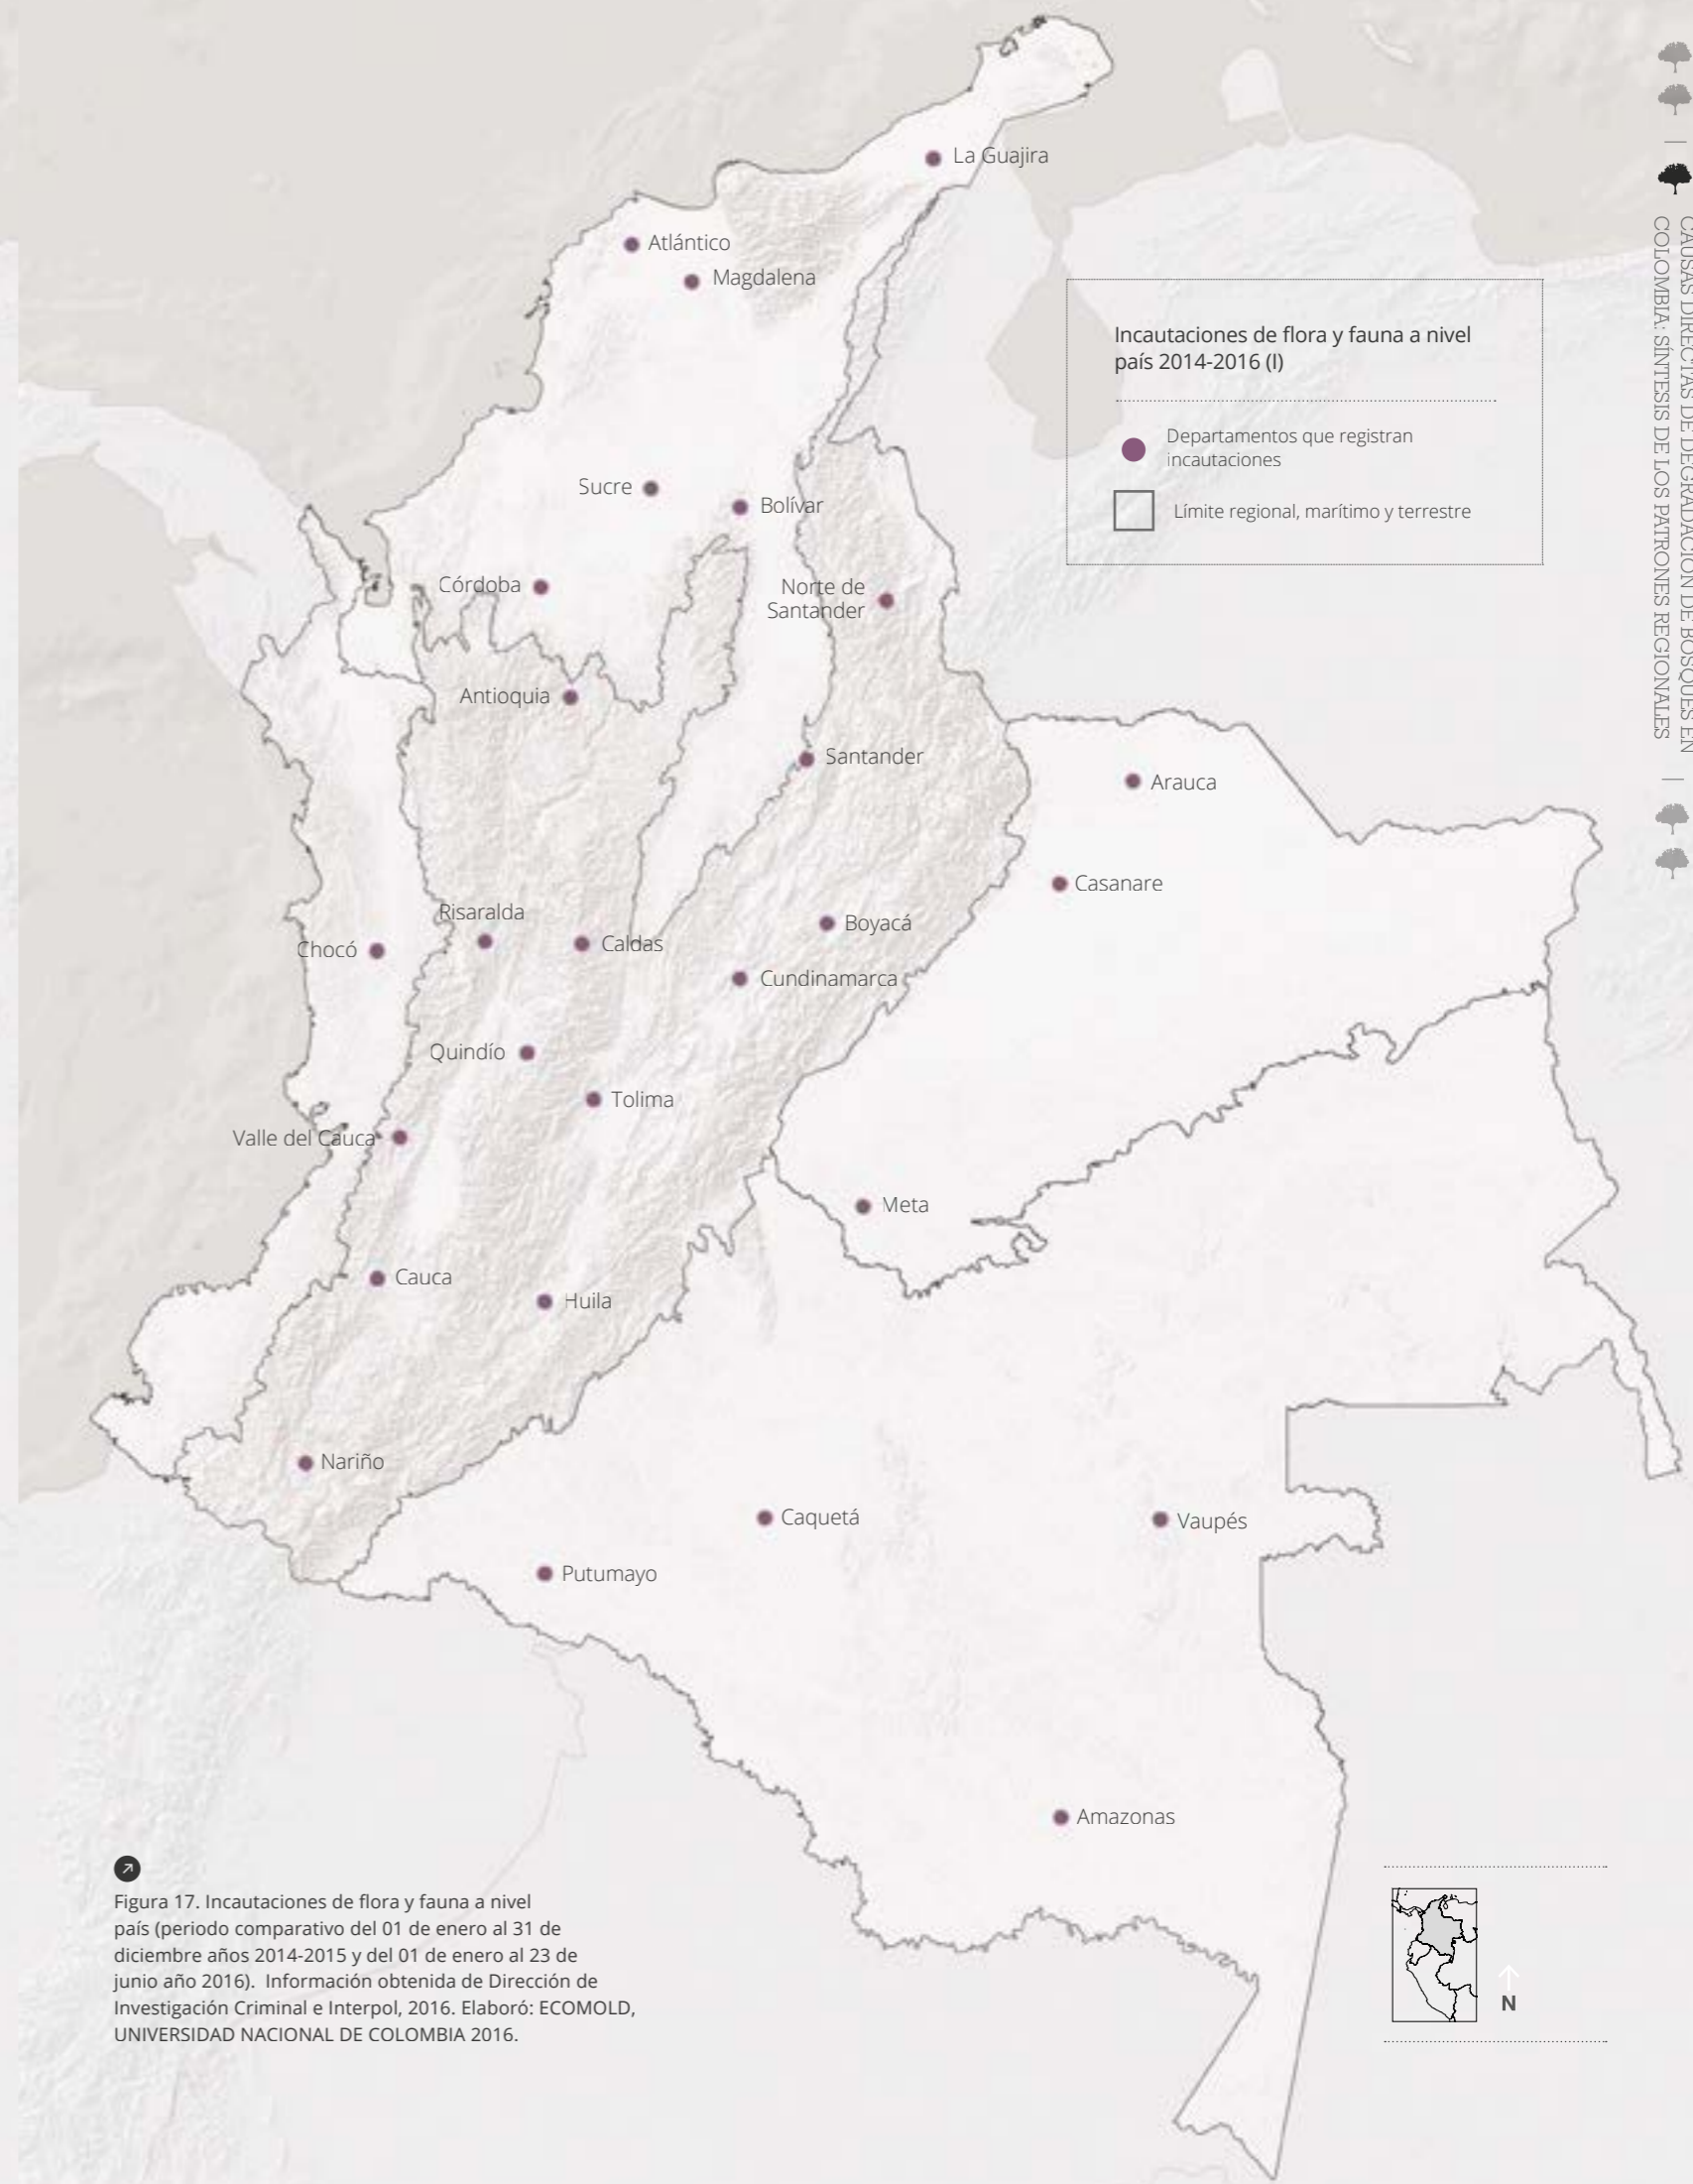 La Guajira
Atlántico
Magdalena
Incautaciones de flora y fauna a nivel
país 2014-2016 (I)
Departamentos que registran
incautaciones
Límite regional, marítimo y terrestre
Sucre
Bolívar
Córdoba
Norte de
Santander
Antioquia
Santander
Arauca
Casanare
Risaralda
Boyacá
Chocó
Caldas
Cundinamarca
Quindío
Tolima
Valle del Cauca
Meta
Cauca
Huila
Nariño
Caquetá
Vaupés
Putumayo
Amazonas
Figura 17. Incautaciones de flora y fauna a nivel
país (periodo comparativo del 01 de enero al 31 de
diciembre años 2014-2015 y del 01 de enero al 23 de
junio año 2016).  Información obtenida de Dirección de
Investigación Criminal e Interpol, 2016. Elaboró: ECOMOLD,
UNIVERSIDAD NACIONAL DE COLOMBIA 2016.
N
CAUSAS DIRECTAS DE DEGRADACIÓN DE BOSQUES EN
COLOMBIA: SÍNTESIS DE LOS PATRONES REGIONALES